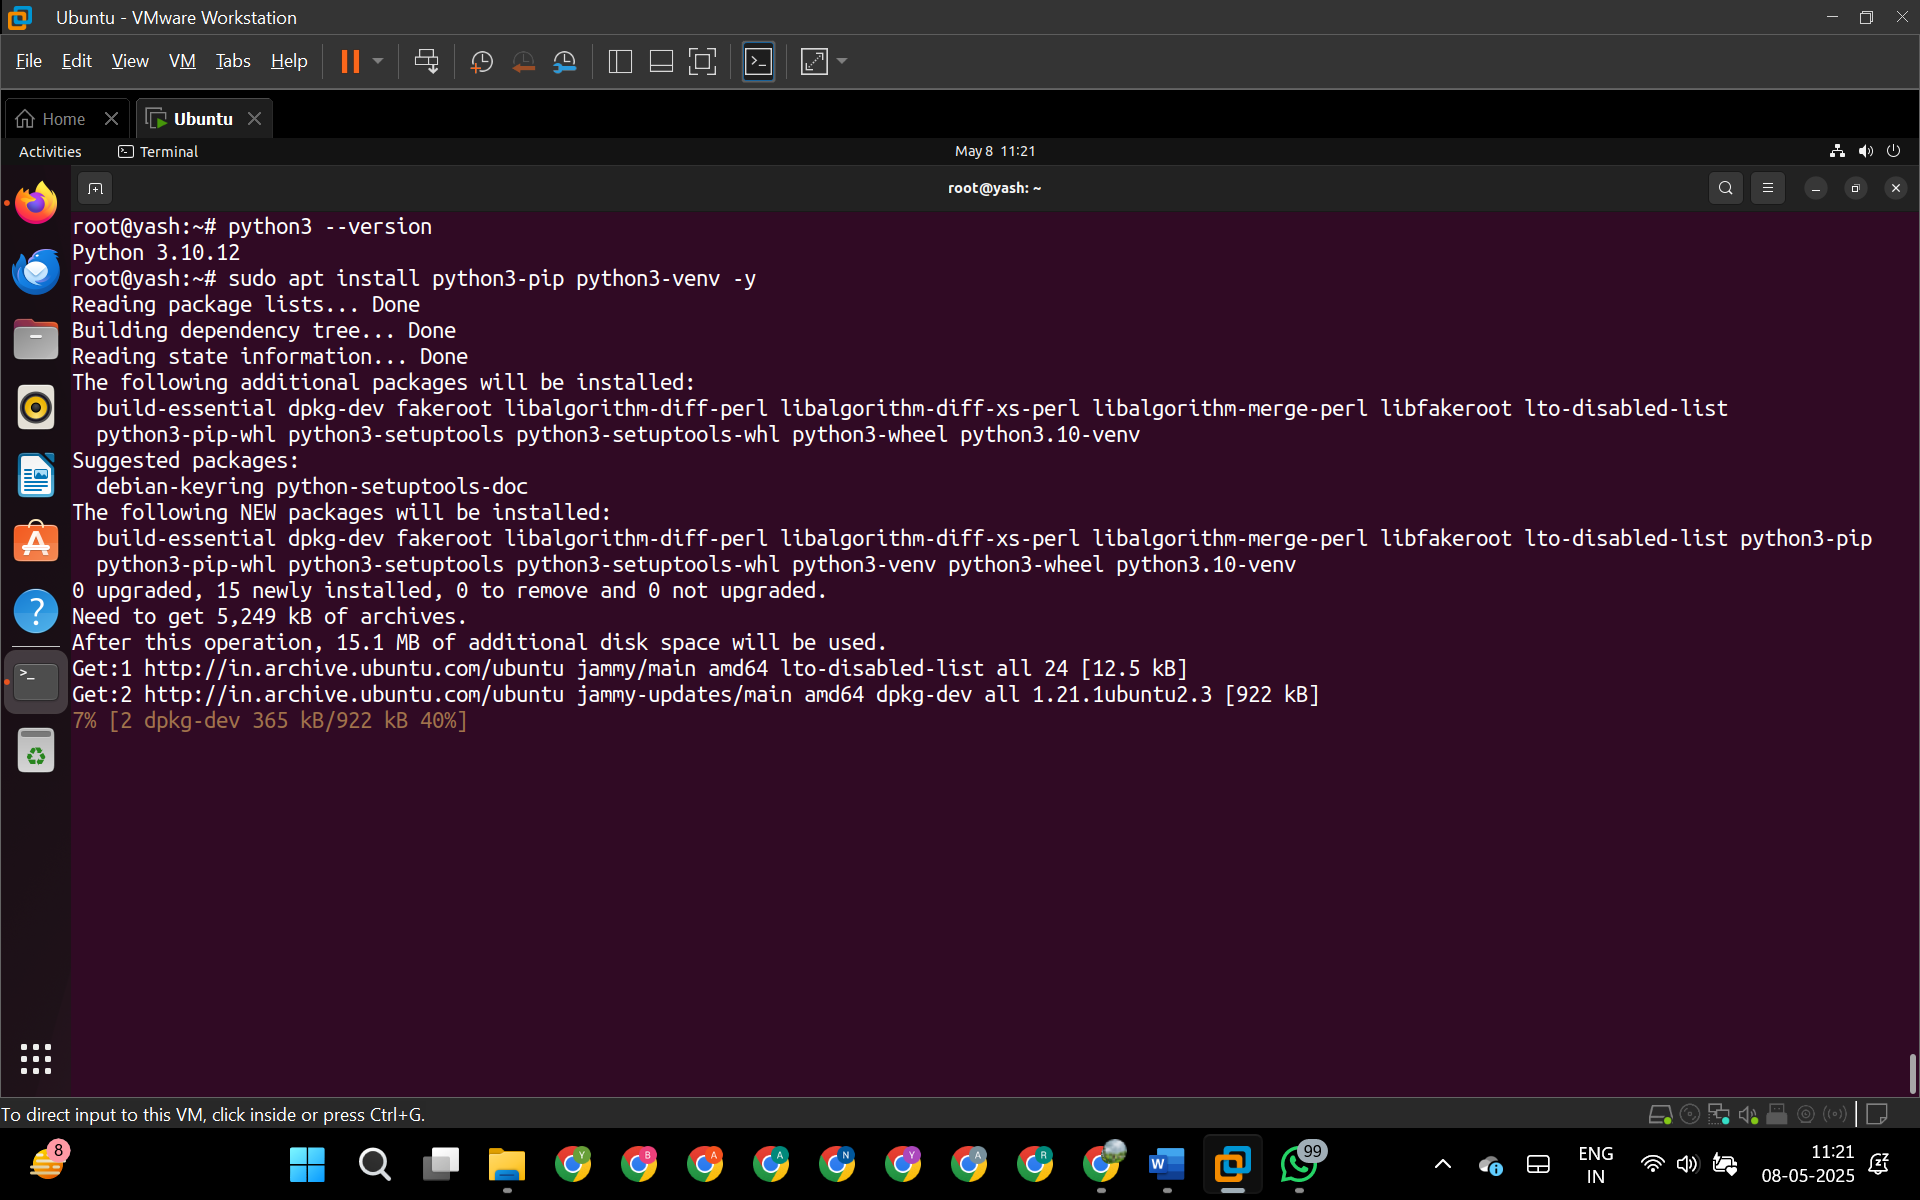 Ubuntu - VMware Workstation
File Edit View VM Tabs Help
Home Ubuntu
Activities Terminal May 8 11:21
root@yash: ~
root@yash:~# python3 --version
Python 3.10.12
root@yash:~# sudo apt install python3-pip python3-venv -y
Reading package lists... Done
Building dependency tree... Done
Reading state information... Done
The following additional packages will be installed:
  build-essential dpkg-dev fakeroot libalgorithm-diff-perl libalgorithm-diff-xs-perl libalgorithm-merge-perl libfakeroot lto-disabled-list
  python3-pip-whl python3-setuptools python3-setuptools-whl python3-wheel python3.10-venv
Suggested packages:
  debian-keyring python-setuptools-doc
The following NEW packages will be installed:
  build-essential dpkg-dev fakeroot libalgorithm-diff-perl libalgorithm-diff-xs-perl libalgorithm-merge-perl libfakeroot lto-disabled-list python3-pip
  python3-pip-whl python3-setuptools python3-setuptools-whl python3-venv python3-wheel python3.10-venv
0 upgraded, 15 newly installed, 0 to remove and 0 not upgraded.
Need to get 5,249 kB of archives.
After this operation, 15.1 MB of additional disk space will be used.
Get:1 http://in.archive.ubuntu.com/ubuntu jammy/main amd64 lto-disabled-list all 24 [12.5 kB]
Get:2 http://in.archive.ubuntu.com/ubuntu jammy-updates/main amd64 dpkg-dev all 1.21.1ubuntu2.3 [922 kB]
7% [2 dpkg-dev 365 kB/922 kB 40%]
To direct input to this VM, click inside or press Ctrl+G.
8 Y B A A N Y A R W 99 ENG 11:21
IN 08-05-2025